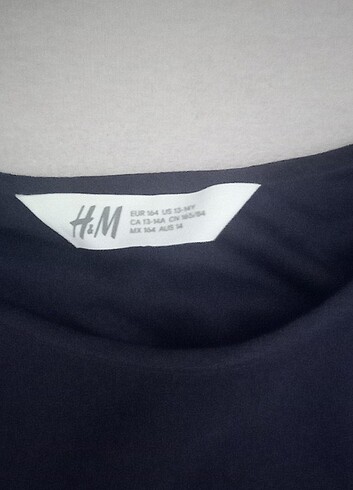 H&M
EUR 164 US 13-14Y
CA 13-14A CN 165/84
MX 164 AUS 14